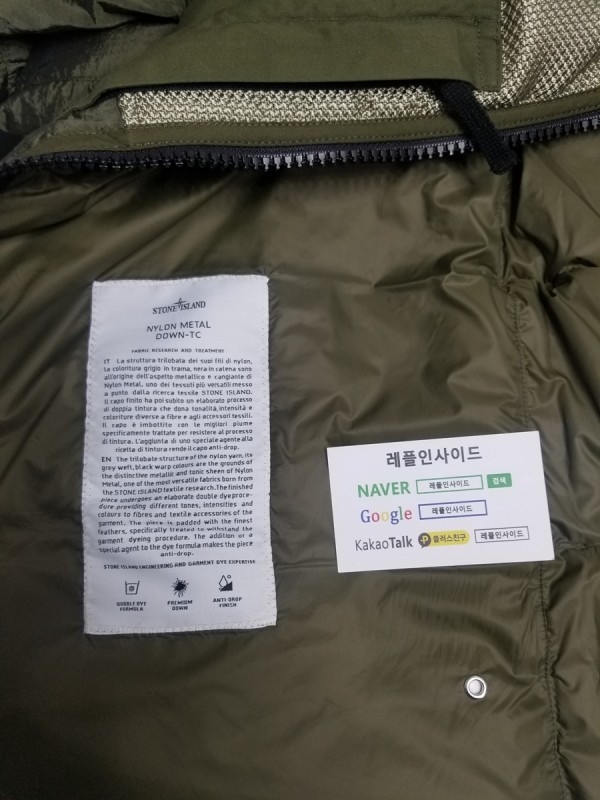 STONE ISLAND
NYLON METAL
DOWN-TC
FABRIC RESEARCH AND TREATMENT
IT La struttura trilobata dei suoi fili di nylon,
la coloritura grigio in trama, nera in catena sono
all'origine dell'aspetto metallico e cangiante di
Nylon Metal, uno dei tessuti più versatili messo
a punto dalla ricerca tessile STONE ISLAND.
Il capo finito ha poi subito un elaborato processo
di doppia tintura che dona tonalità, intensità e
coloriture diverse a fibre e agli accessori tessili.
Il capo è imbottito con le migliori piume
specificamente trattate per resistere al processo
di tintura. L'aggiunta di uno speciale agente alla
ricetta di tintura rende il capo anti-drop.
EN The trilobate structure of the nylon yarn, its
grey weft, black warp colours are the grounds of
the distinctive metallic and tonic sheen of Nylon
Metal, one of the most versatile fabrics born from
the STONE ISLAND textile research. The finished
piece undergoes an elaborate double dye proce-
dure providing different tones, intensities and
colours to fibres and textile accessories of the
garment. The piece is padded with the finest
feathers, specifically treated to withstand the
garment dyeing procedure. The addition of a
special agent to the dye formula makes the piece
anti-drop.
STONE ISLAND ENGINEERING AND GARMENT DYE EXPERTISE
DOUBLE DYE
FORMULA
PREMIUM
DOWN
ANTI-DROP
FINISH
레플인사이드
NAVER 레플인사이드 검색
Google 레플인사이드
KakaoTalk P 플러스친구 레플인사이드